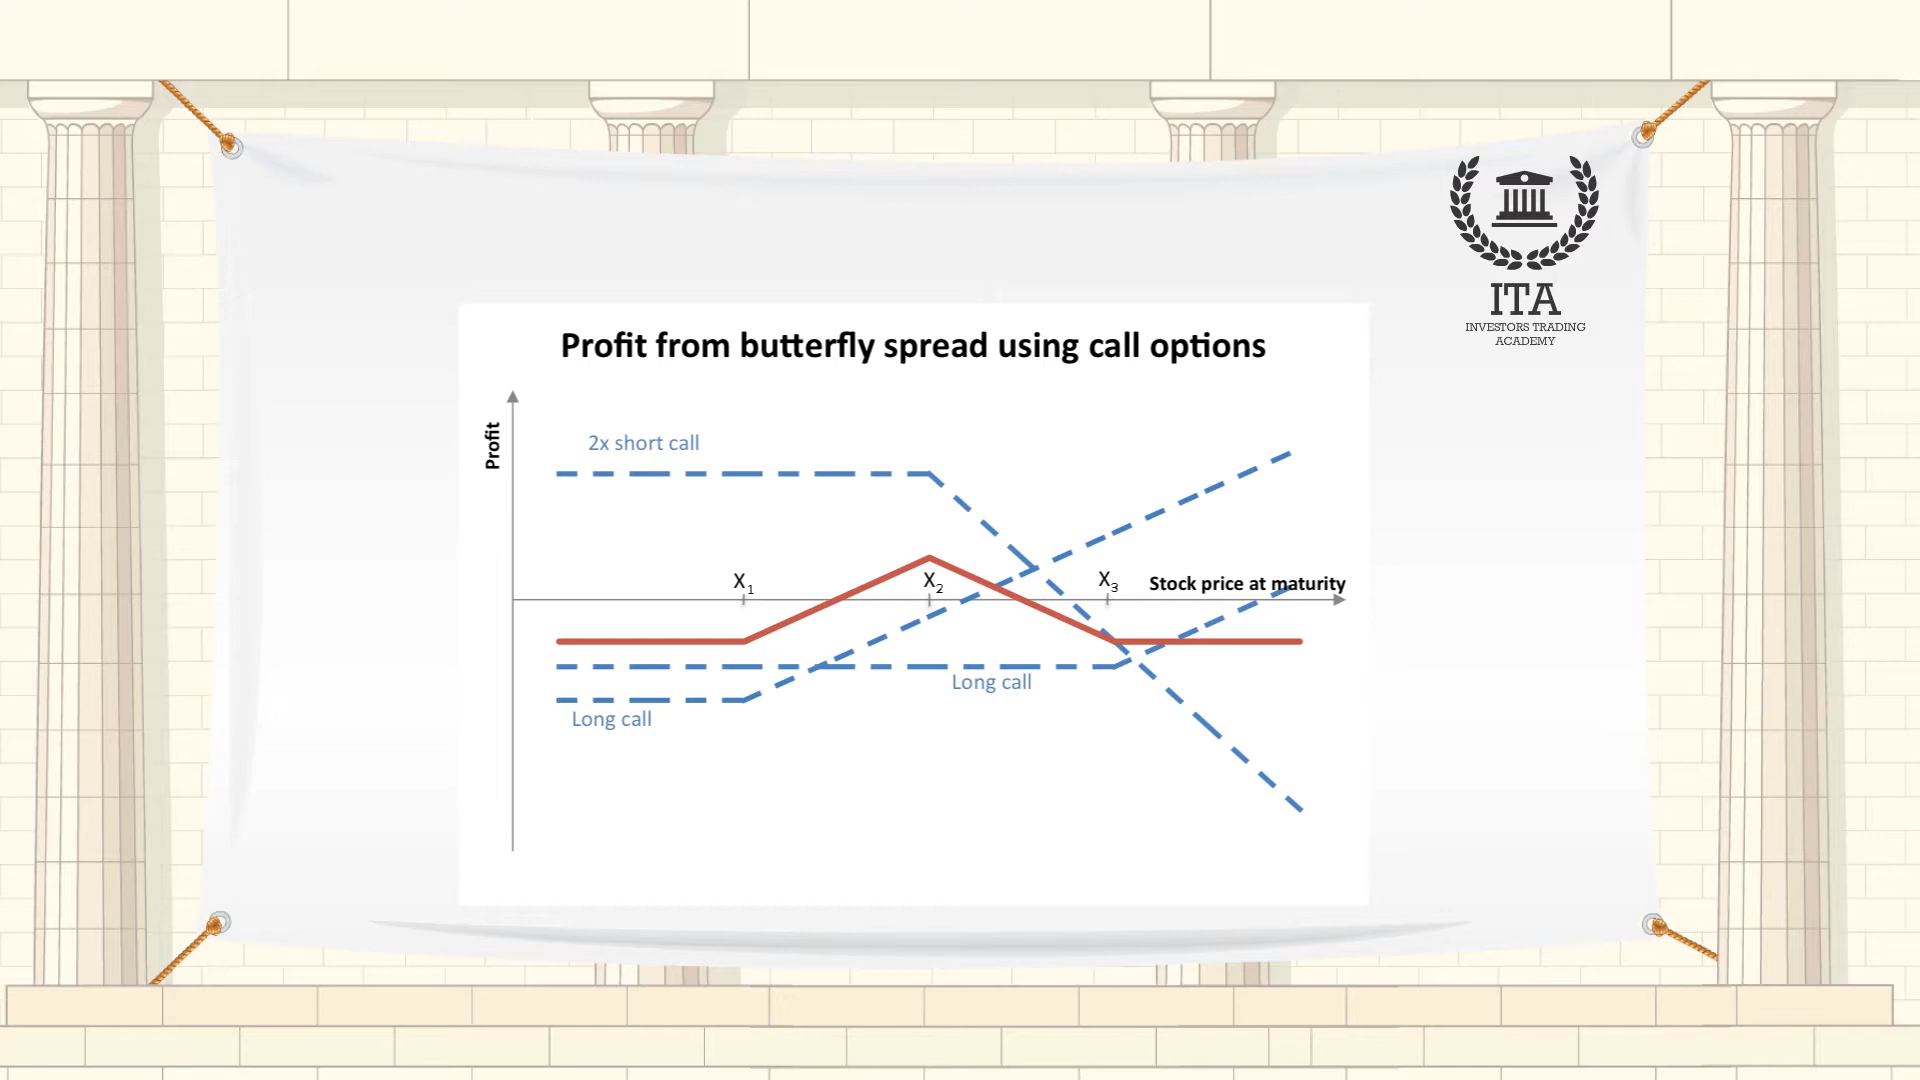 ITA
INVESTORS TRADING
ACADEMY
Profit from butterfly spread using call options
Profit
2x short call
X1
X2
X3
Stock price at maturity
Long call
Long call